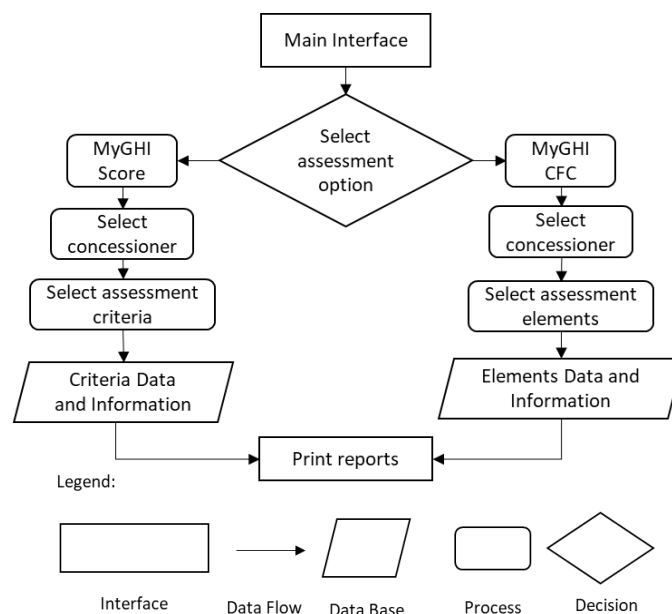 Main Interface
Select
assessment
option
MyGHI
Score
MyGHI
CFC
Select
concessioner
Select
concessioner
Select assessment
criteria
Select assessment
elements
Criteria Data
and Information
Elements Data and
Information
Print reports
Legend:
Interface
Data Flow
Data Base
Process
Decision